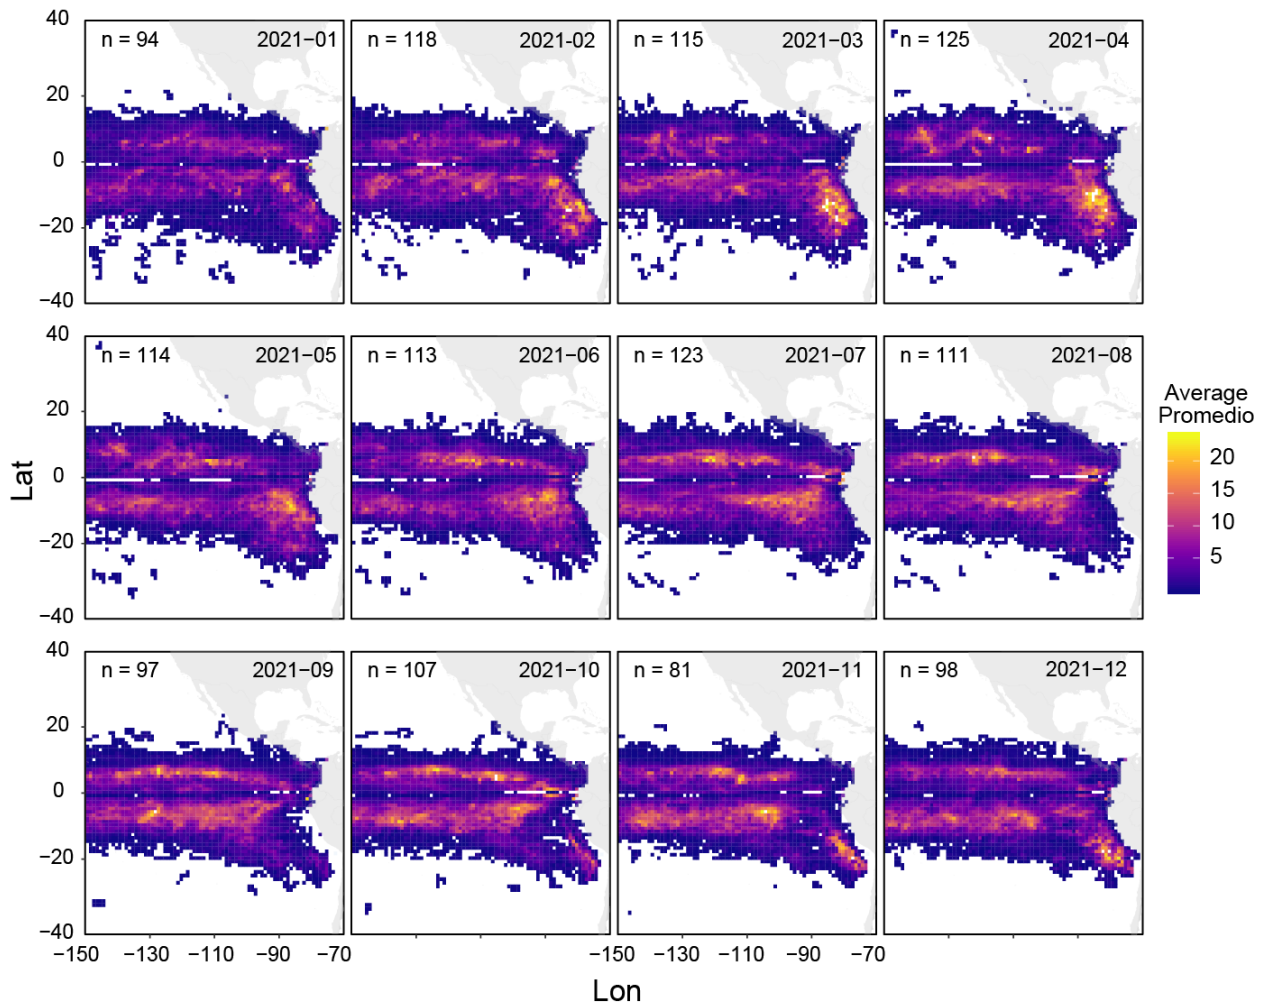 40
n = 94 2021−01
n = 118 2021-02
n = 115 2021−03
n = 125 2021−04
20
0
−20
−40
40
n = 114 2021−05
n = 113 2021−06
n = 123 2021−07
n = 111 2021−08
20
0
−20
−40
Lat
Average
Promedio
20
15
10
5
40
n = 97 2021−09
n = 107 2021−10
n = 81 2021−11
n = 98 2021−12
20
0
−20
−40
−150 −130 −110 −90 −70
−150 −130 −110 −90 −70
Lon